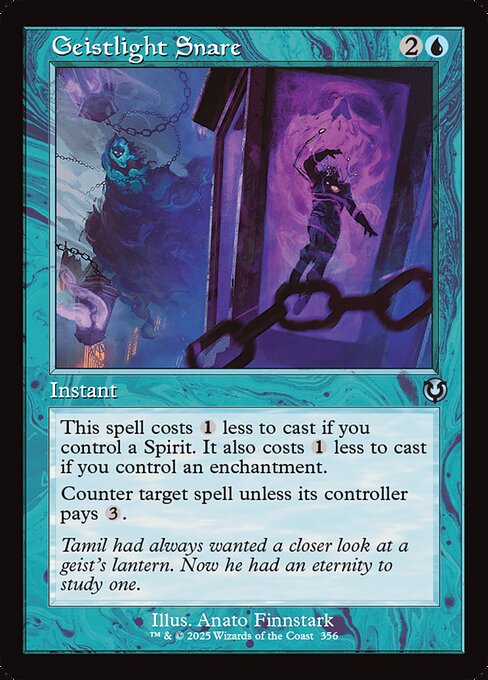 Geistlight Snare 2
Instant
This spell costs 1 less to cast if you
control a Spirit. It also costs 1 less to cast
if you control an enchantment.
Counter target spell unless its controller
pays 3.
Tamil had always wanted a closer look at a
geist's lantern. Now he had an eternity to
study one.
Illus. Anato Finnstark
™ & © 2025 Wizards of the Coast 356